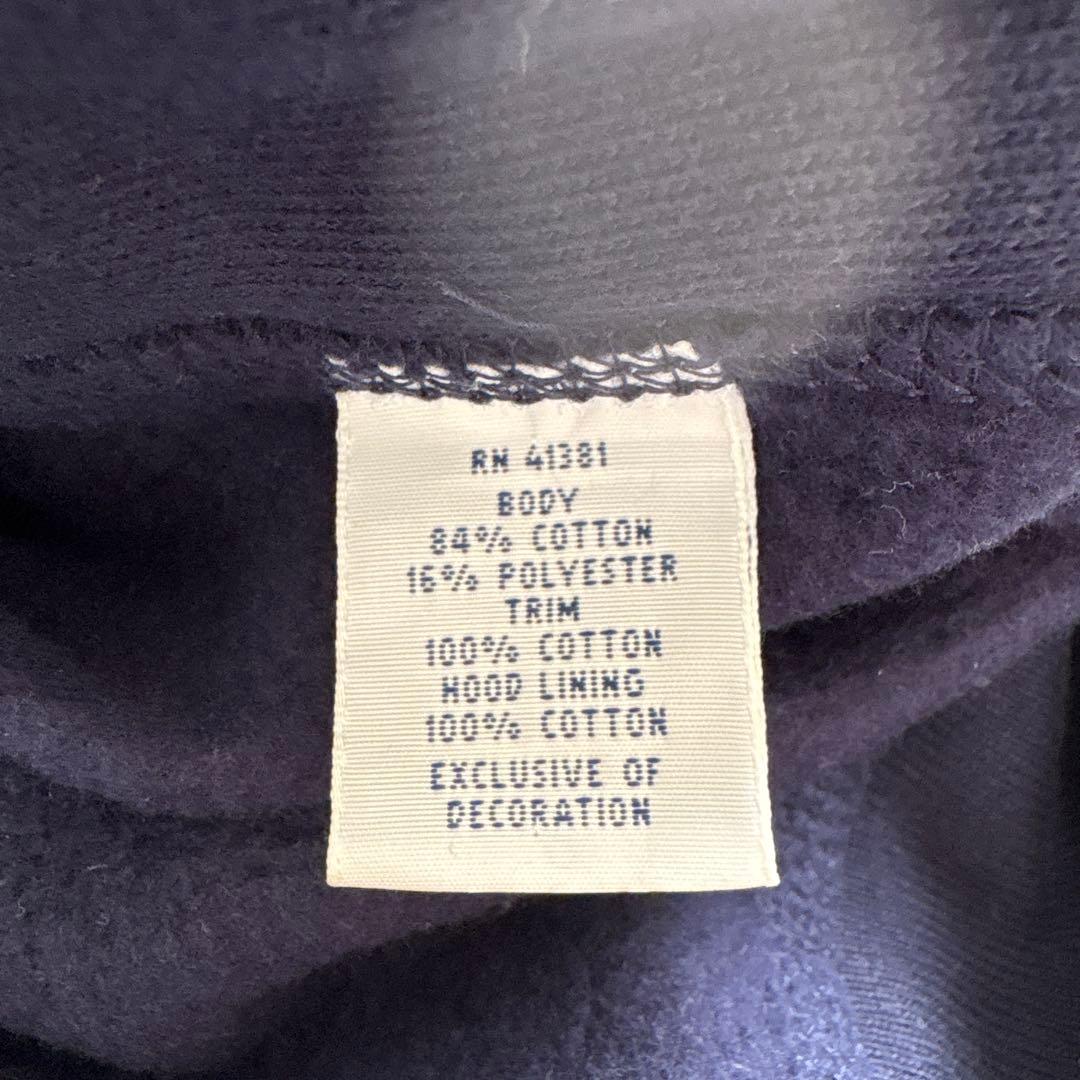 RN 41381
BODY
84% COTTON
16% POLYESTER
TRIM
100% COTTON
HOOD LINING
100% COTTON
EXCLUSIVE OF
DECORATION